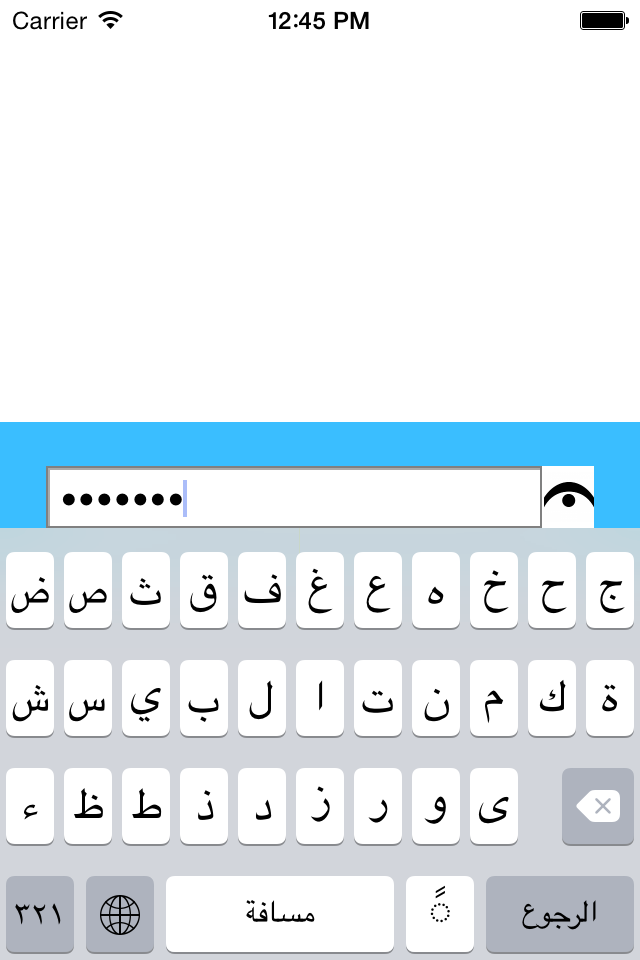 Carrier 12:45 PM
•••••••
ض ص ث ق ف غ ع ه خ ح ج
ش س ي ب ل ا ت ن م ك ة
ء ظ ط ذ د ز ر و ى
٣٢١ مسافة ً الرجوع